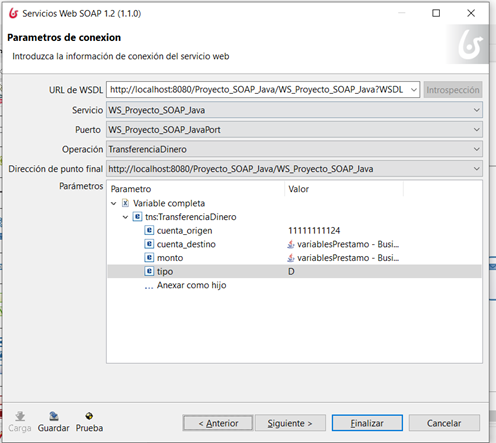 Servicios Web SOAP 1.2 (1.1.0)
Parametros de conexion
Introduzca la información de conexión del servicio web
URL de WSDL http://localhost:8080/Proyecto_SOAP_Java/WS_Proyecto_SOAP_Java?WSDL Introspección
Servicio WS_Proyecto_SOAP_Java
Puerto WS_Proyecto_SOAP_JavaPort
Operación TransferenciaDinero
Dirección de punto final http://localhost:8080/Proyecto_SOAP_Java/WS_Proyecto_SOAP_Java
Parámetros Parametro Valor
Variable completa
tns:TransferenciaDinero
cuenta_origen 11111111124
cuenta_destino variablesPrestamo - Busi...
monto variablesPrestamo - Busi...
tipo D
... Anexar como hijo
Carga Guardar Prueba < Anterior Siguiente > Finalizar Cancelar